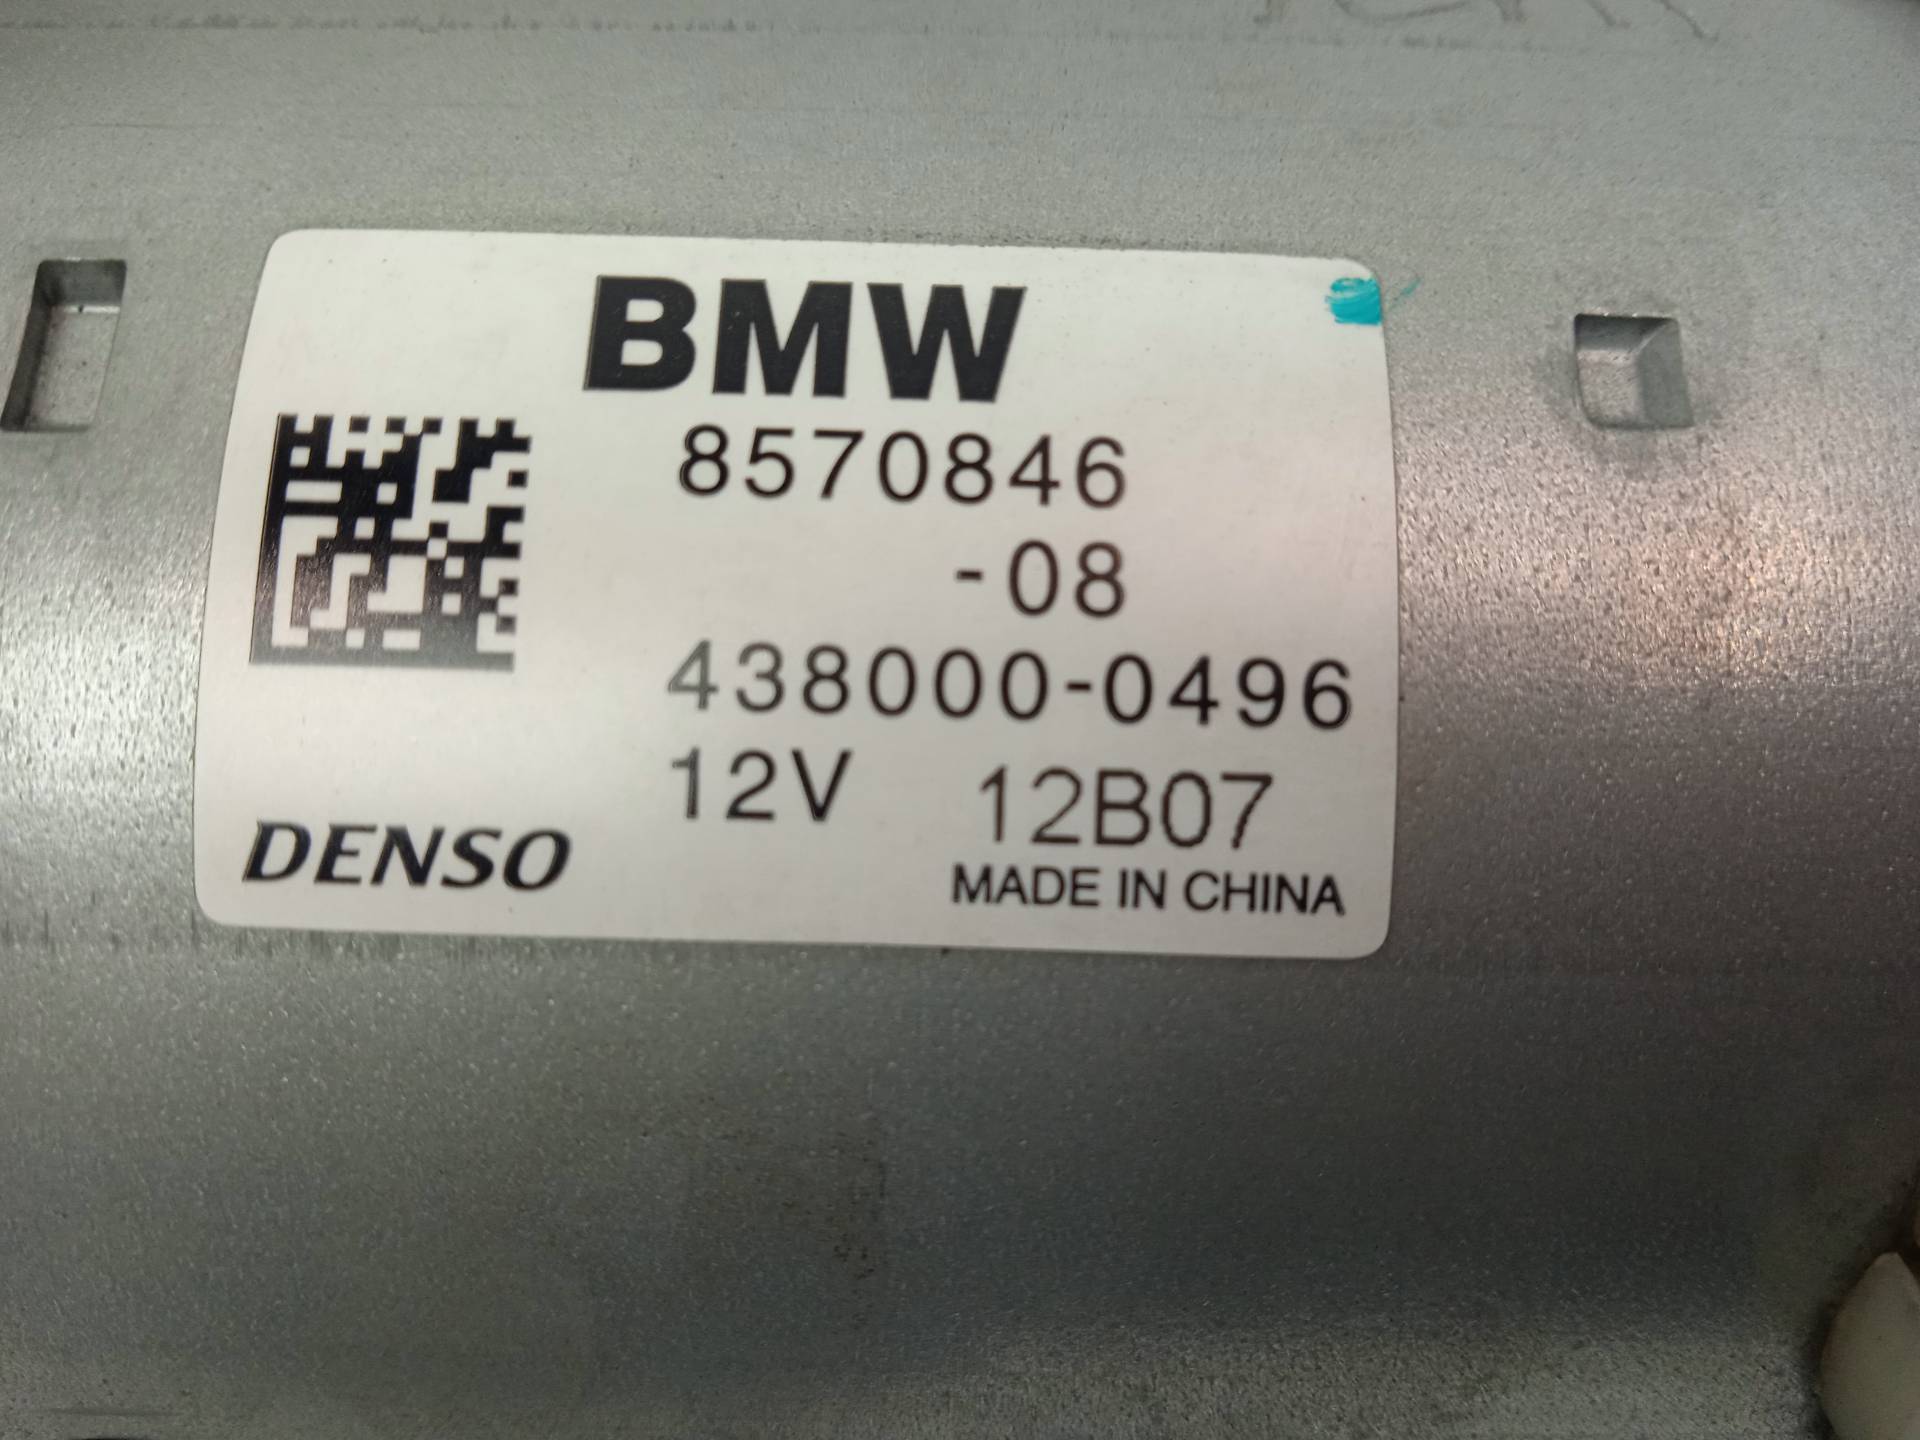 BMW
8570846
-08
438000-0496
12V 12B07
DENSO
MADE IN CHINA